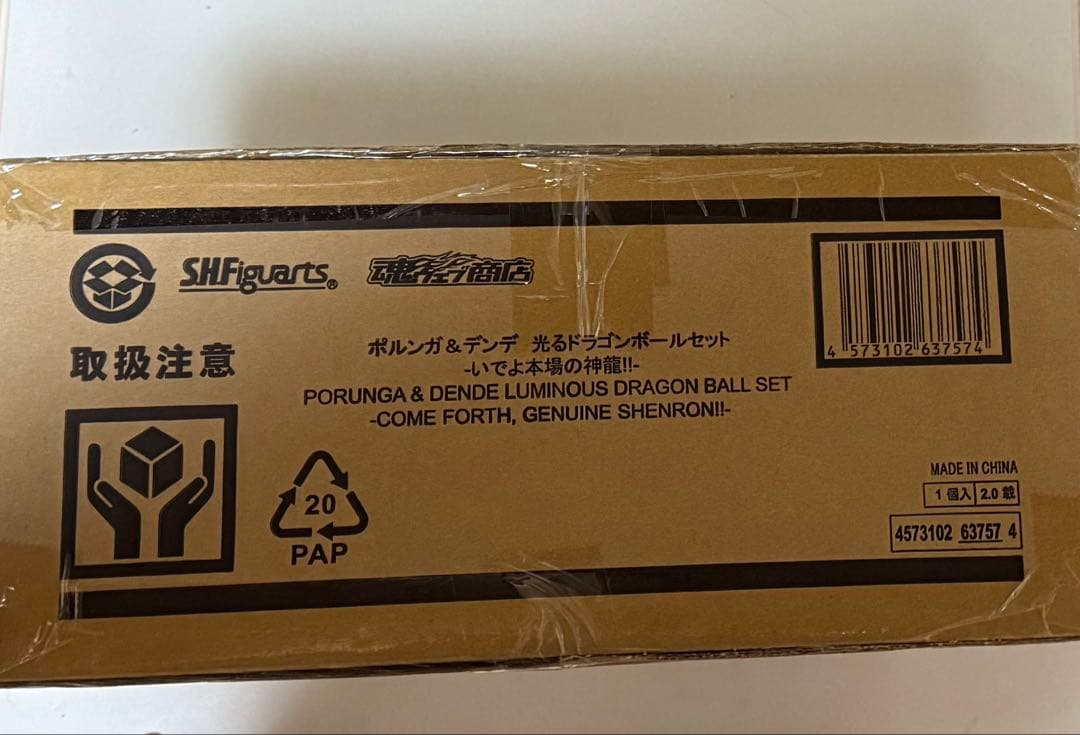 S.H.Figuarts®
魂ウェブ商店
4 573102 637574
取扱注意
ポルンガ&デンデ 光るドラゴンボールセット
-いでよ本場の神龍!!-
PORUNGA & DENDE LUMINOUS DRAGON BALL SET
-COME FORTH, GENUINE SHENRON!!-
20
PAP
MADE IN CHINA
1個入 2.0 載
4573102 63757 4